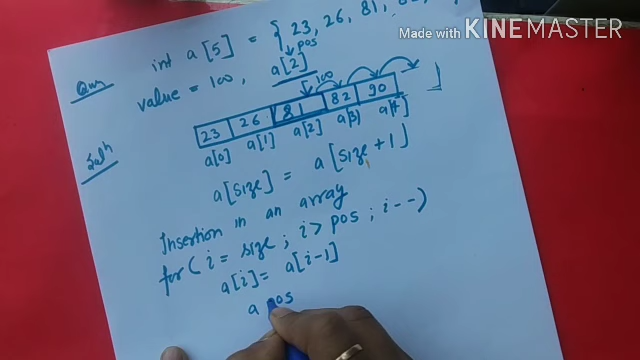 Made with KINEMASTER
Qus int a[5] = { 23, 26, 81,
pos
value = 100, a[2]
100
Solⁿ 23 26 81 82 90
a[0] a[1] a[2] a[3] a[4]
a[size] = a[size + 1]
Insertion in an array
for( i = size ; i > pos ; i -- )
a[i] = a[i-1]
a pos